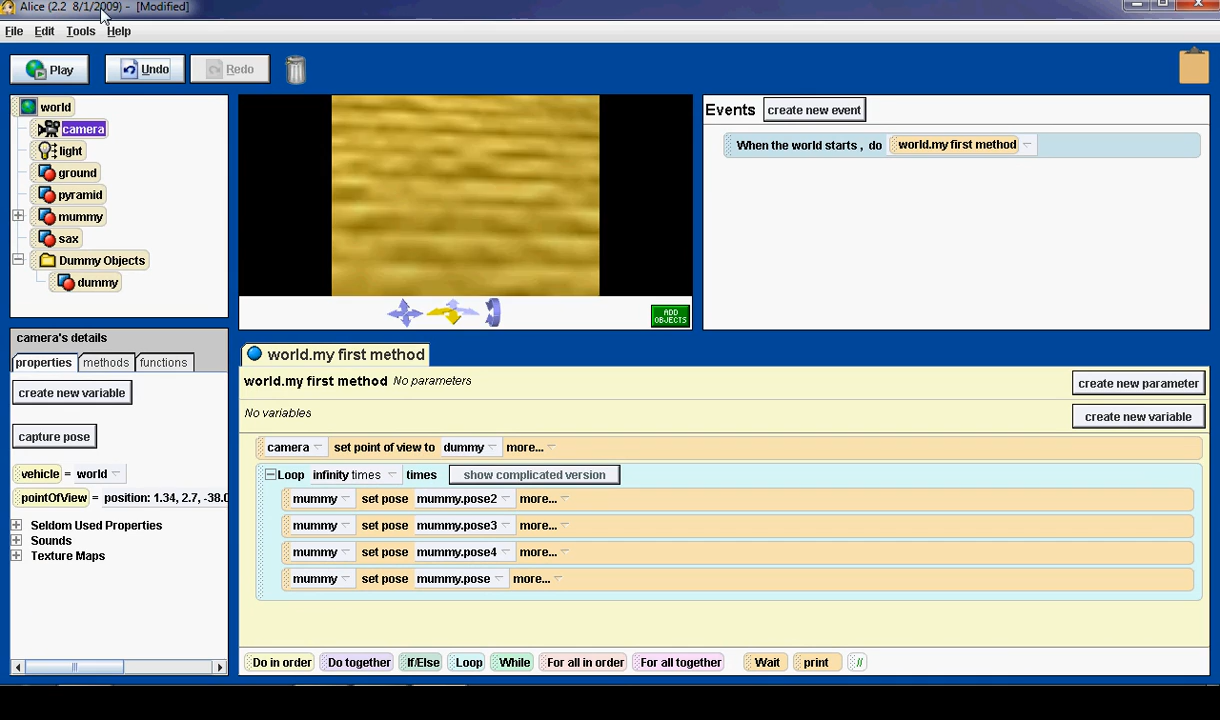 Alice (2.2 8/1/2009) - [Modified]
File Edit Tools Help
Play Undo Redo
world
camera
light
ground
pyramid
mummy
sax
Dummy Objects
dummy
ADD
OBJECTS
Events create new event
When the world starts , do world.my first method
camera's details
properties methods functions
create new variable
capture pose
vehicle = world
pointOfView = position: 1.34, 2.7, -38.0
Seldom Used Properties
Sounds
Texture Maps
world.my first method
world.my first method No parameters
create new parameter
No variables
create new variable
camera set point of view to dummy more...
Loop infinity times times show complicated version
mummy set pose mummy.pose2 more...
mummy set pose mummy.pose3 more...
mummy set pose mummy.pose4 more...
mummy set pose mummy.pose more...
Do in order Do together If/Else Loop While For all in order For all together Wait print //